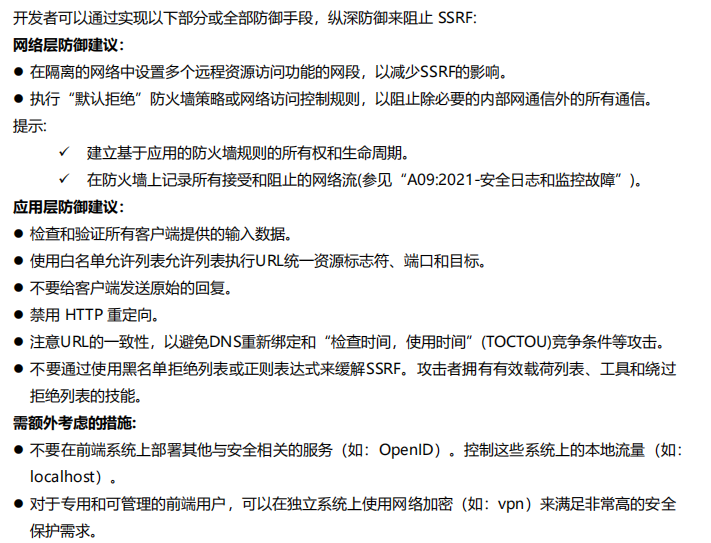 开发者可以通过实现以下部分或全部防御手段，纵深防御来阻止 SSRF:
网络层防御建议：
● 在隔离的网络中设置多个远程资源访问功能的网段，以减少SSRF的影响。
● 执行“默认拒绝”防火墙策略或网络访问控制规则，以阻止除必要的内部网通信外的所有通信。
提示:
✓ 建立基于应用的防火墙规则的所有权和生命周期。
✓ 在防火墙上记录所有接受和阻止的网络流(参见“A09:2021-安全日志和监控故障”)。
应用层防御建议：
● 检查和验证所有客户端提供的输入数据。
● 使用白名单允许列表允许列表执行URL统一资源标志符、端口和目标。
● 不要给客户端发送原始的回复。
● 禁用 HTTP 重定向。
● 注意URL的一致性，以避免DNS重新绑定和“检查时间，使用时间”(TOCTOU)竞争条件等攻击。
● 不要通过使用黑名单拒绝列表或正则表达式来缓解SSRF。攻击者拥有有效载荷列表、工具和绕过
拒绝列表的技能。
需额外考虑的措施:
● 不要在前端系统上部署其他与安全相关的服务（如：OpenID）。控制这些系统上的本地流量（如：
localhost）。
● 对于专用和可管理的前端用户，可以在独立系统上使用网络加密（如：vpn）来满足非常高的安全
保护需求。